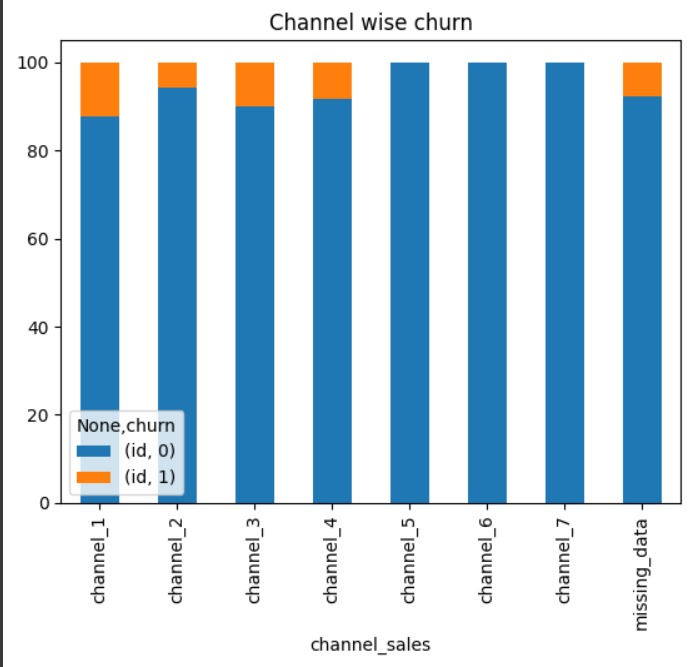 Channel wise churn
100
80
60
40
20
0
None,churn
(id, 0)
(id, 1)
channel_1
channel_2
channel_3
channel_4
channel_5
channel_6
channel_7
missing_data
channel_sales